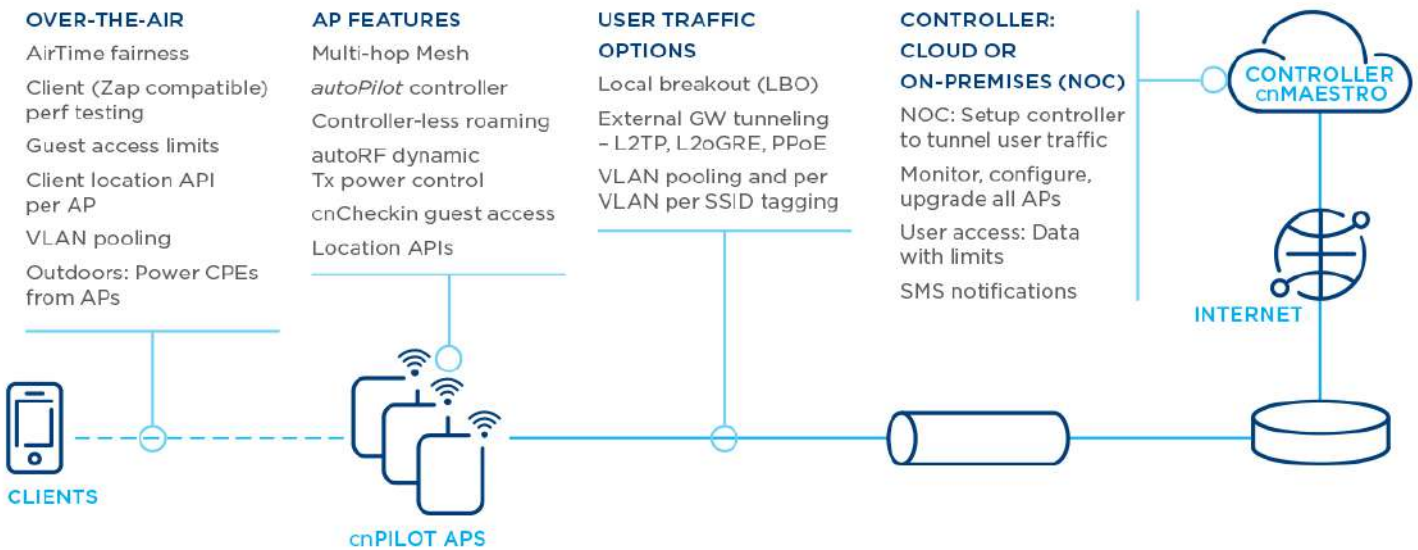 OVER-THE-AIR
AirTime fairness
Client (Zap compatible)
perf testing
Guest access limits
Client location API
per AP
VLAN pooling
Outdoors: Power CPEs
from APs
AP FEATURES
Multi-hop Mesh
autoPilot controller
Controller-less roaming
autoRF dynamic
Tx power control
cnCheckin guest access
Location APIs
USER TRAFFIC
OPTIONS
Local breakout (LBO)
External GW tunneling
– L2TP, L2oGRE, PPoE
VLAN pooling and per
VLAN per SSID tagging
CONTROLLER:
CLOUD OR
ON-PREMISES (NOC)
NOC: Setup controller
to tunnel user traffic
Monitor, configure,
upgrade all APs
User access: Data
with limits
SMS notifications
CONTROLLER
cnMAESTRO
INTERNET
CLIENTS
cnPILOT APS